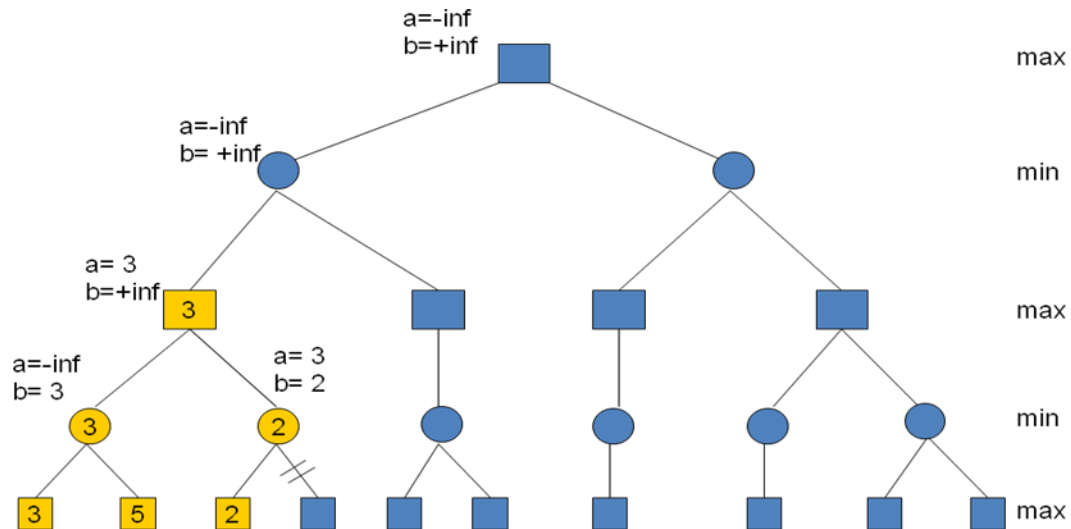 a=-inf
b=+inf
max
a=-inf
b= +inf
min
a= 3
b=+inf
3
max
a=-inf
b= 3
a= 3
b= 2
3
2
min
3
5
2
max